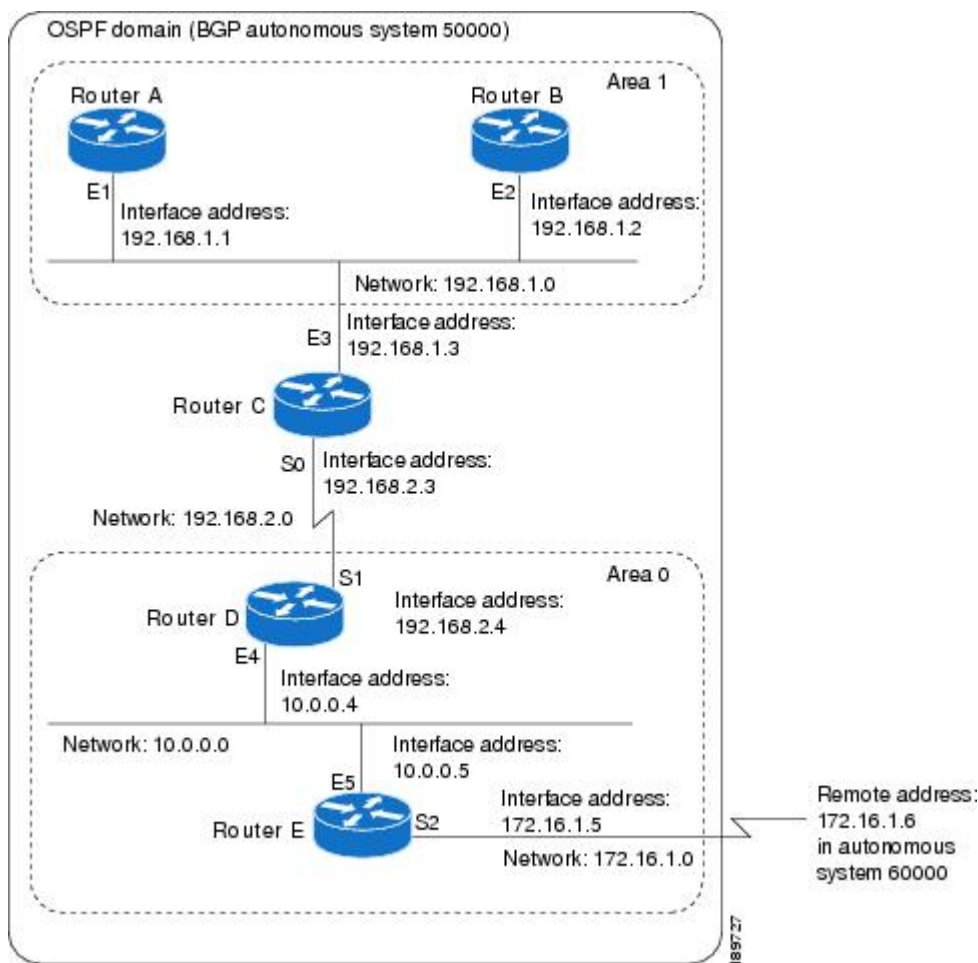 OSPF domain (BGP autonomous system 50000)
Area 1
Router A
Router B
E1
Interface address:
192.168.1.1
E2
Interface address:
192.168.1.2
Network: 192.168.1.0
E3
Interface address:
192.168.1.3
Router C
S0
Interface address:
192.168.2.3
Network: 192.168.2.0
Area 0
S1
Router D
Interface address:
192.168.2.4
E4
Interface address:
10.0.0.4
Network: 10.0.0.0
Interface address:
10.0.0.5
E5
Router E
S2
Interface address:
172.16.1.5
Network: 172.16.1.0
Remote address:
172.16.1.6
in autonomous
system 60000
189727